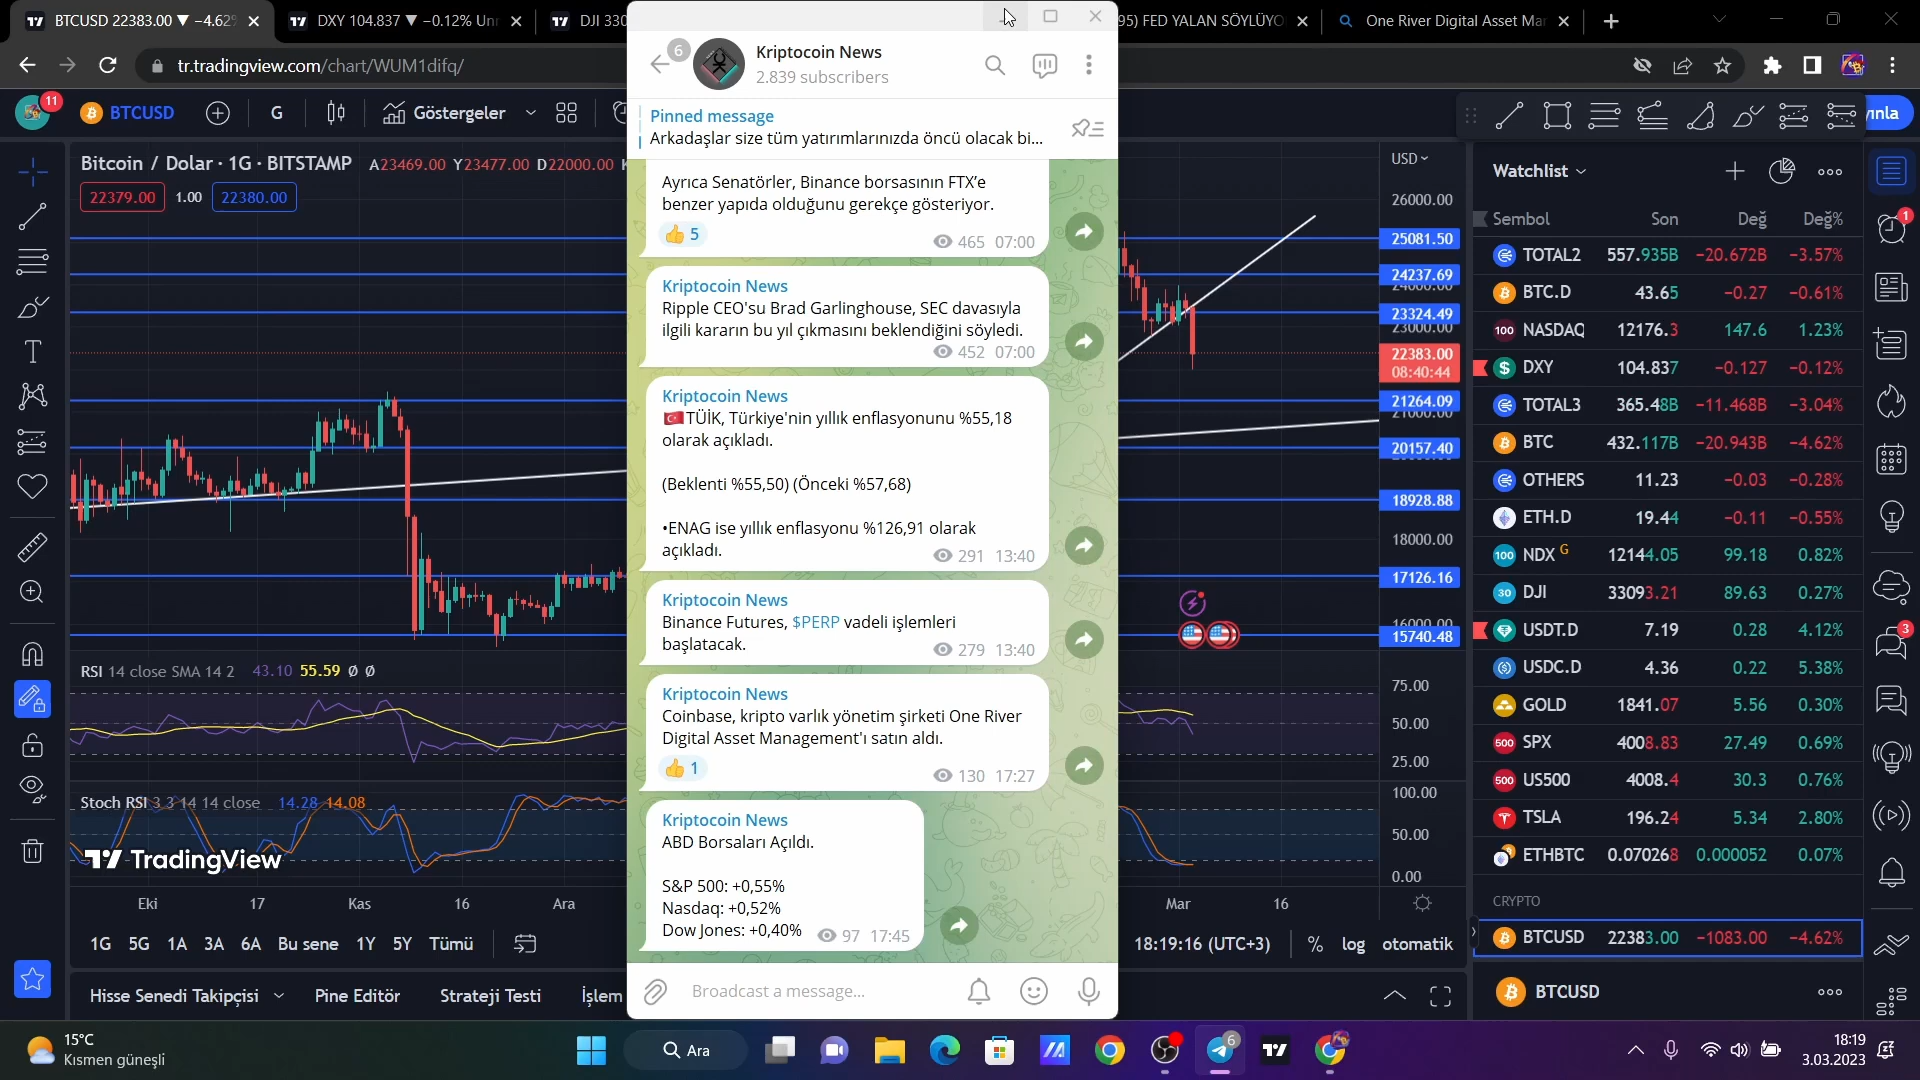 BTCUSD 22383.00 ▼ −4.62
DXY 104.837 ▼ −0.12% Unn
DJI 330
95) FED YALAN SÖYLÜYO
One River Digital Asset Mar
tr.tradingview.com/chart/WUM1difq/
11
BTCUSD
G
Göstergeler
ınla
Bitcoin / Dolar · 1G · BITSTAMP A23469.00 Y23477.00 D22000.00
22379.00 1.00 22380.00
6
Kriptocoin News
2.839 subscribers
Pinned message
Arkadaşlar size tüm yatırımlarınızda öncü olacak bi...
Ayrıca Senatörler, Binance borsasının FTX’e
benzer yapıda olduğunu gerekçe gösteriyor.
👍 5
465 07:00
Kriptocoin News
Ripple CEO'su Brad Garlinghouse, SEC davasıyla
ilgili kararın bu yıl çıkmasını beklendiğini söyledi.
452 07:00
Kriptocoin News
🇹🇷TÜİK, Türkiye'nin yıllık enflasyonunu %55,18
olarak açıkladı.
(Beklenti %55,50) (Önceki %57,68)
•ENAG ise yıllık enflasyonu %126,91 olarak
açıkladı.
291 13:40
Kriptocoin News
Binance Futures, $PERP vadeli işlemleri
başlatacak.
279 13:40
Kriptocoin News
Coinbase, kripto varlık yönetim şirketi One River
Digital Asset Management'ı satın aldı.
👍 1
130 17:27
Kriptocoin News
ABD Borsaları Açıldı.
S&P 500: +0,55%
Nasdaq: +0,52%
Dow Jones: +0,40%
97 17:45
Broadcast a message...
USD
26000.00
25081.50
24237.69
24000.00
23324.49
23000.00
22383.00
08:40:44
21264.09
21000.00
20157.40
18928.88
18000.00
17126.16
16000.00
15740.48
RSI 14 close SMA 14 2 43.10 55.59 Ø Ø
75.00
50.00
25.00
Stoch RSI 3 3 14 14 close 14.28 14.08
100.00
50.00
0.00
TradingView
Eki 17 Kas 16 Ara Mar 16
1G 5G 1A 3A 6A Bu sene 1Y 5Y Tümü
18:19:16 (UTC+3) % log otomatik
Hisse Senedi Takipçisi Pine Editör Strateji Testi İşlem
Watchlist
Sembol Son Değ Değ%
TOTAL2 557.935B −20.672B −3.57%
BTC.D 43.65 −0.27 −0.61%
100 NASDAQ 12176.3 147.6 1.23%
DXY 104.837 −0.127 −0.12%
TOTAL3 365.48B −11.468B −3.04%
BTC 432.117B −20.943B −4.62%
OTHERS 11.23 −0.03 −0.28%
ETH.D 19.44 −0.11 −0.55%
100 NDX G 12144.05 99.18 0.82%
30 DJI 33093.21 89.63 0.27%
USDT.D 7.19 0.28 4.12%
USDC.D 4.36 0.22 5.38%
GOLD 1841.07 5.56 0.30%
500 SPX 4008.83 27.49 0.69%
500 US500 4008.4 30.3 0.76%
TSLA 196.24 5.34 2.80%
ETHBTC 0.070268 0.000052 0.07%
CRYPTO
BTCUSD 22383.00 −1083.00 −4.62%
BTCUSD
1
3
15°C
Kısmen güneşli
Ara
6
18:19
3.03.2023